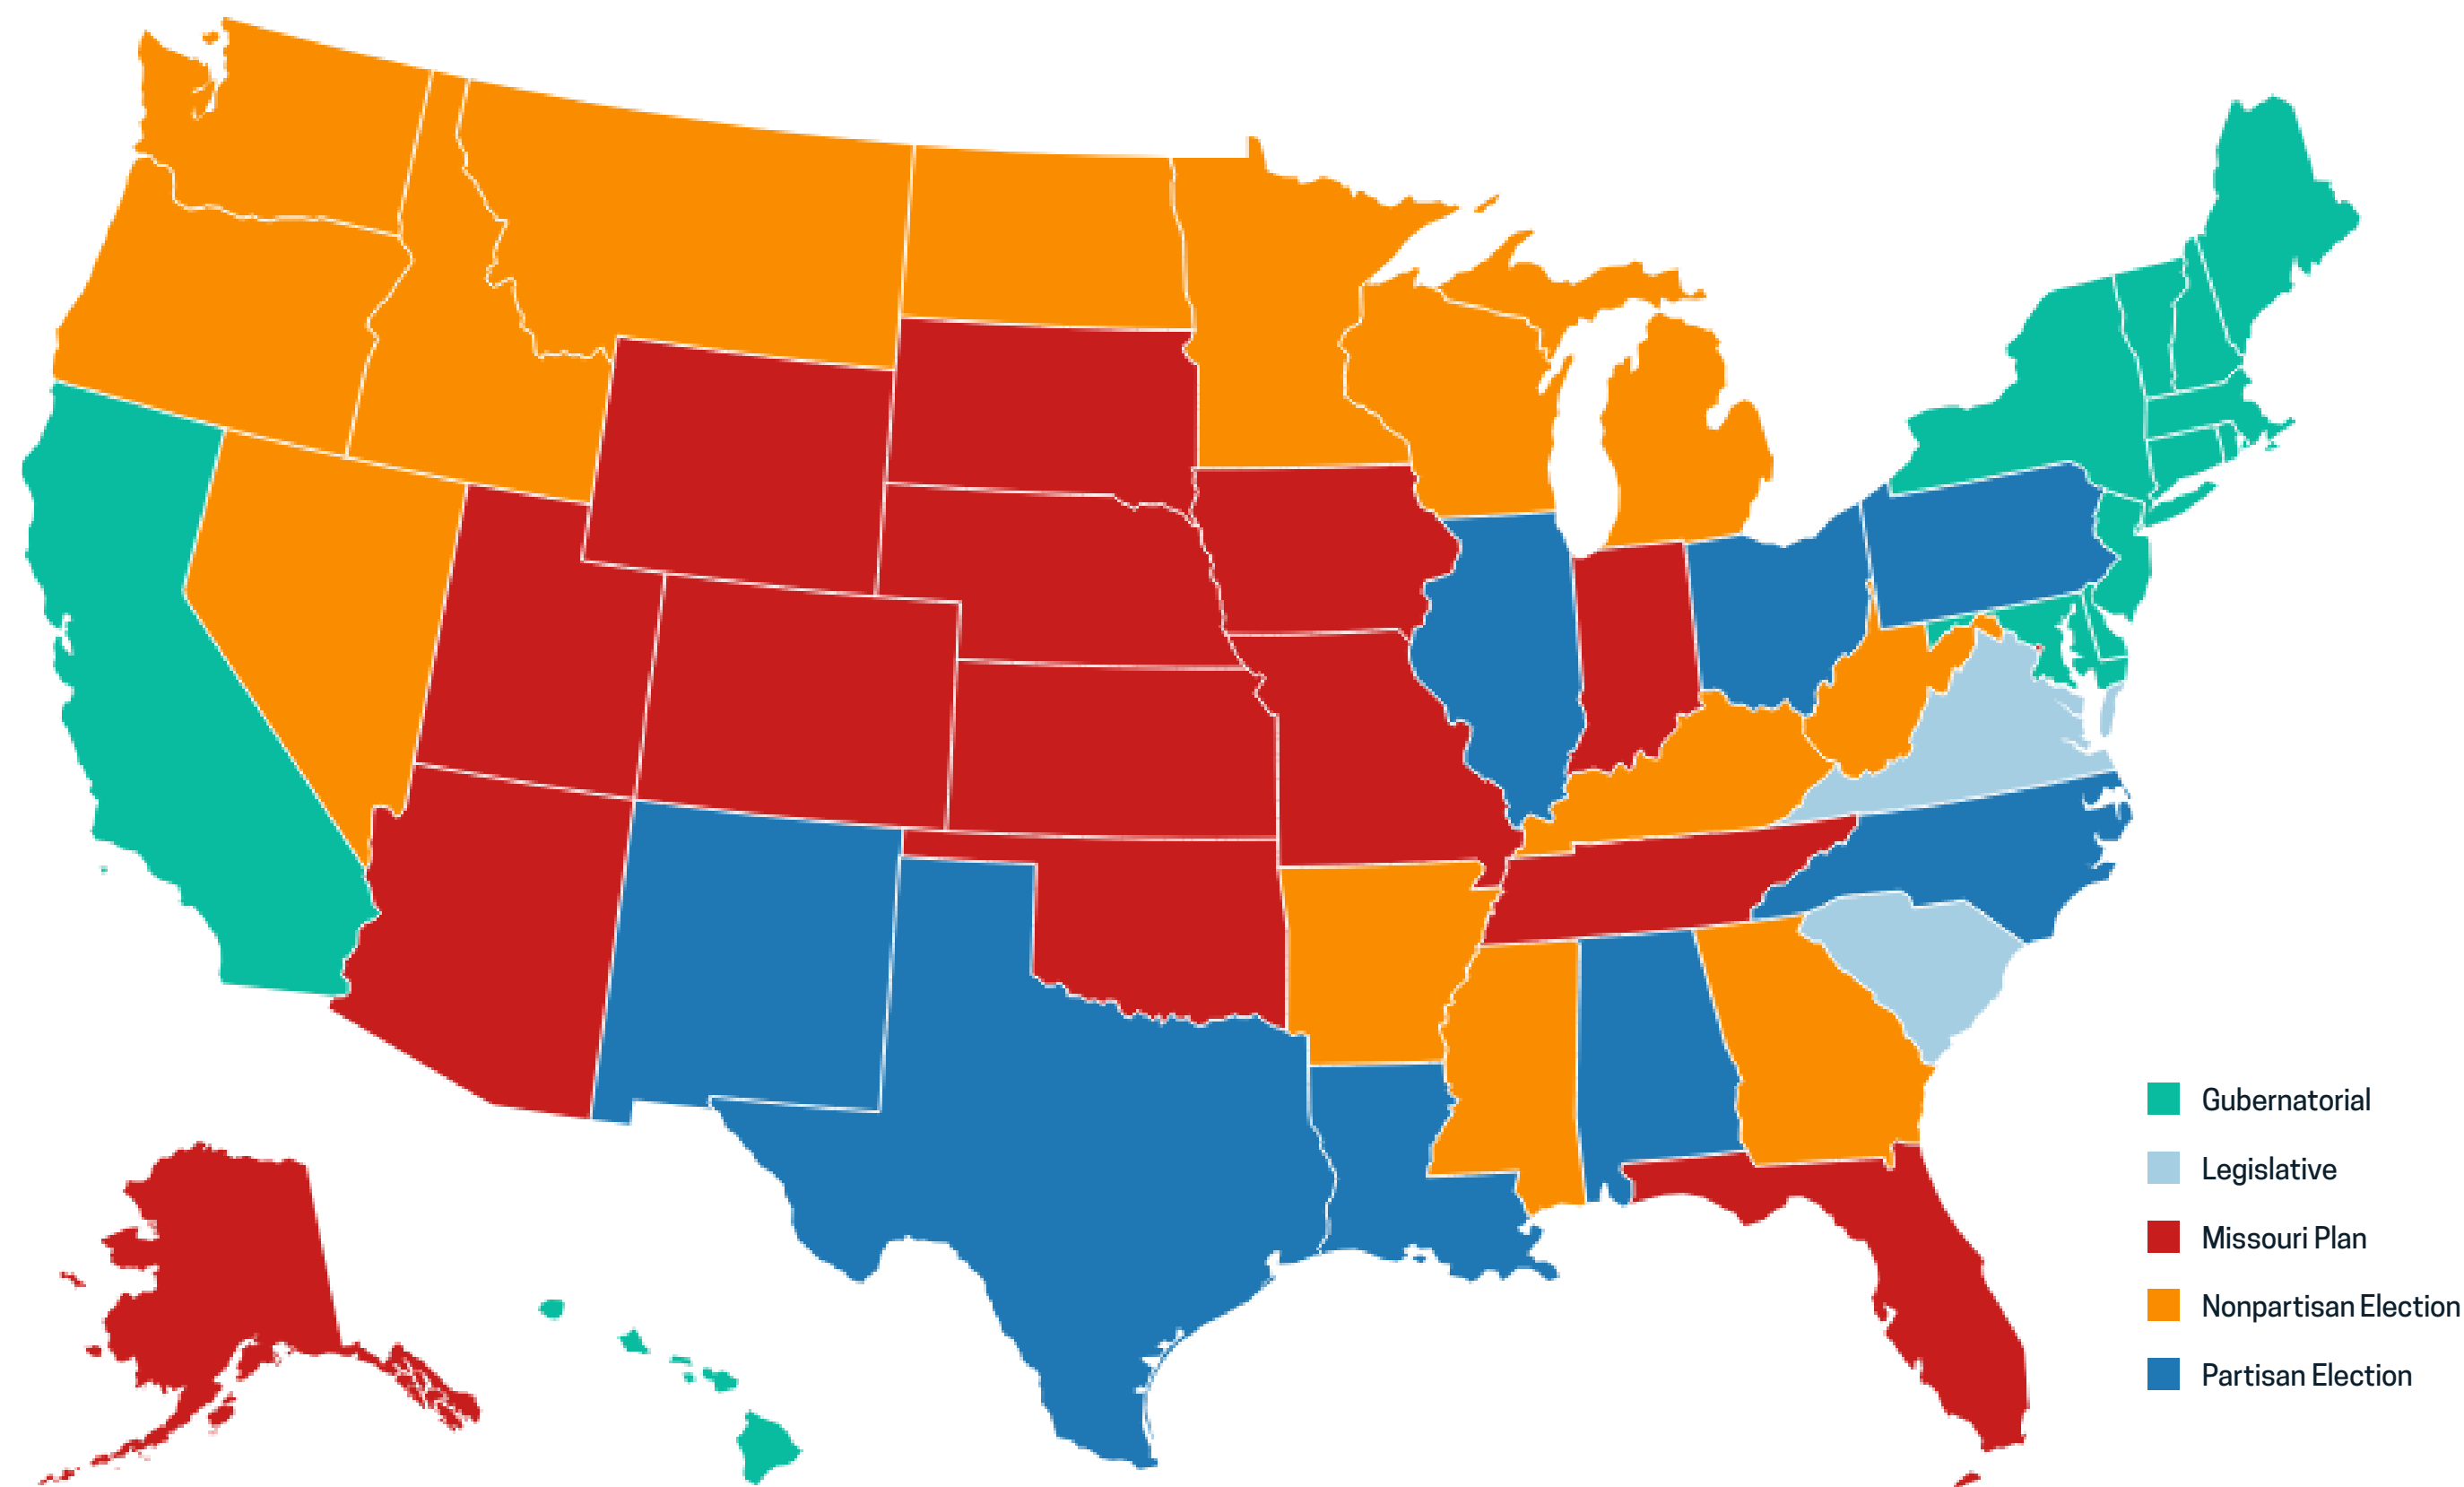 Gubernatorial
Legislative
Missouri Plan
Nonpartisan Election
Partisan Election